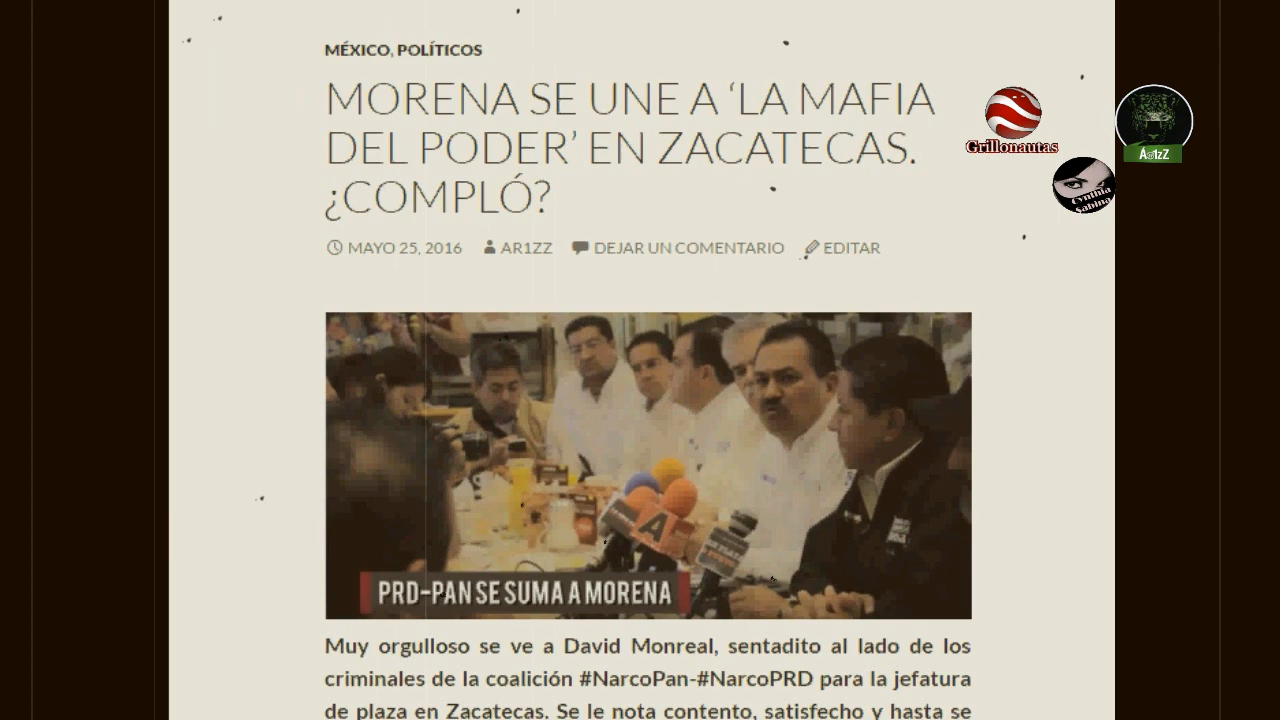 MÉXICO, POLÍTICOS
MORENA SE UNE A ‘LA MAFIA
DEL PODER’ EN ZACATECAS.
¿COMPLÓ?
MAYO 25, 2016 AR1ZZ DEJAR UN COMENTARIO EDITAR
Grillonautas
Cynthia
Sabina
A
PRD-PAN SE SUMA A MORENA
Muy orgulloso se ve a David Monreal, sentadito al lado de los
criminales de la coalición #NarcoPan-#NarcoPRD para la jefatura
de plaza en Zacatecas. Se le nota contento, satisfecho y hasta se